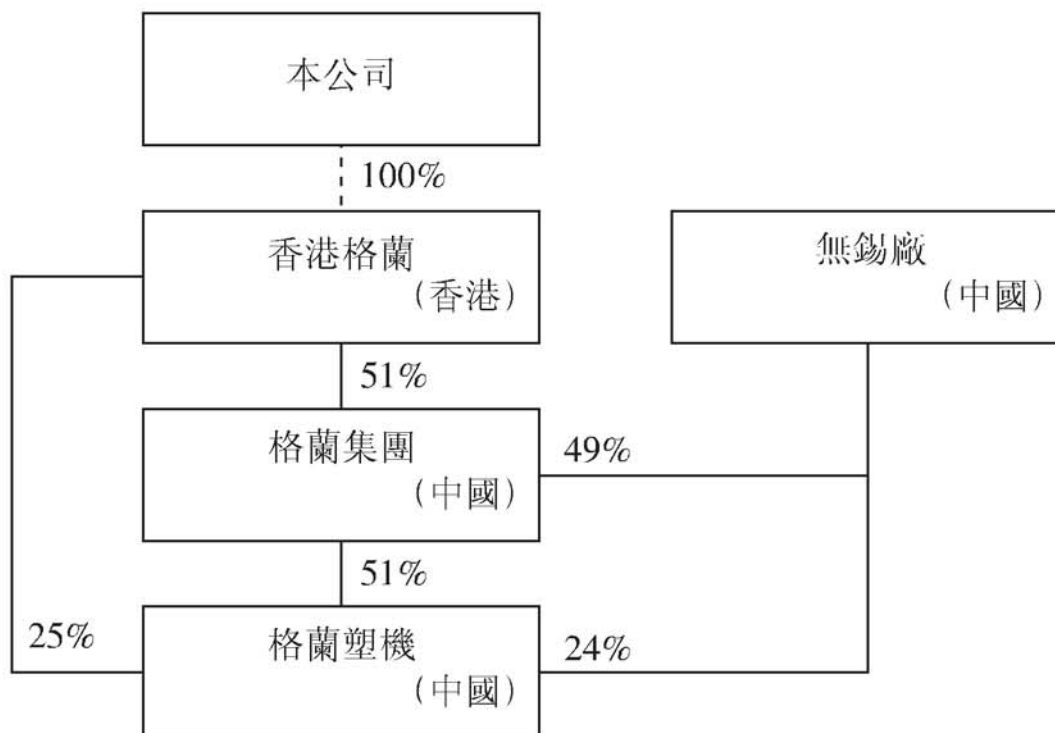 本公司
100%
香港格蘭
(香港)
無錫廠
(中國)
51%
格蘭集團
(中國)
49%
51%
25%
格蘭塑機
(中國)
24%